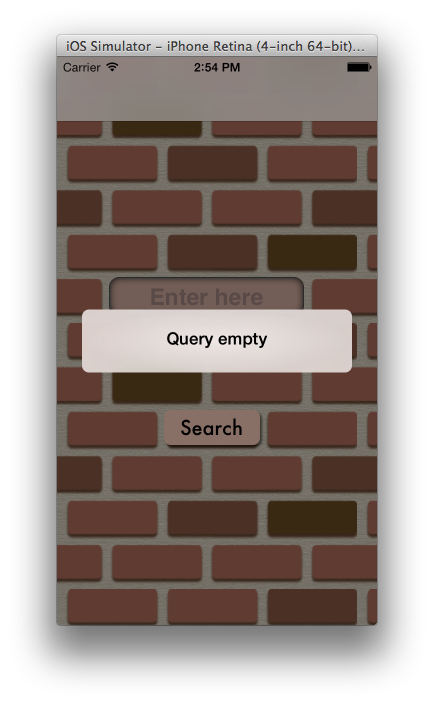 iOS Simulator - iPhone Retina (4-inch 64-bit)...
Carrier 2:54 PM
Enter here
Query empty
Search